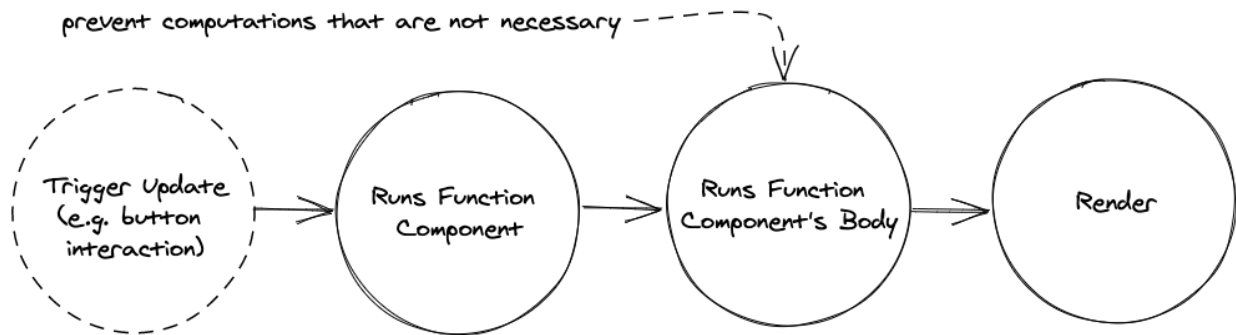 prevent computations that are not necessary
Trigger Update
(e.g. button
interaction)
Runs Function
Component
Runs Function
Component's Body
Render